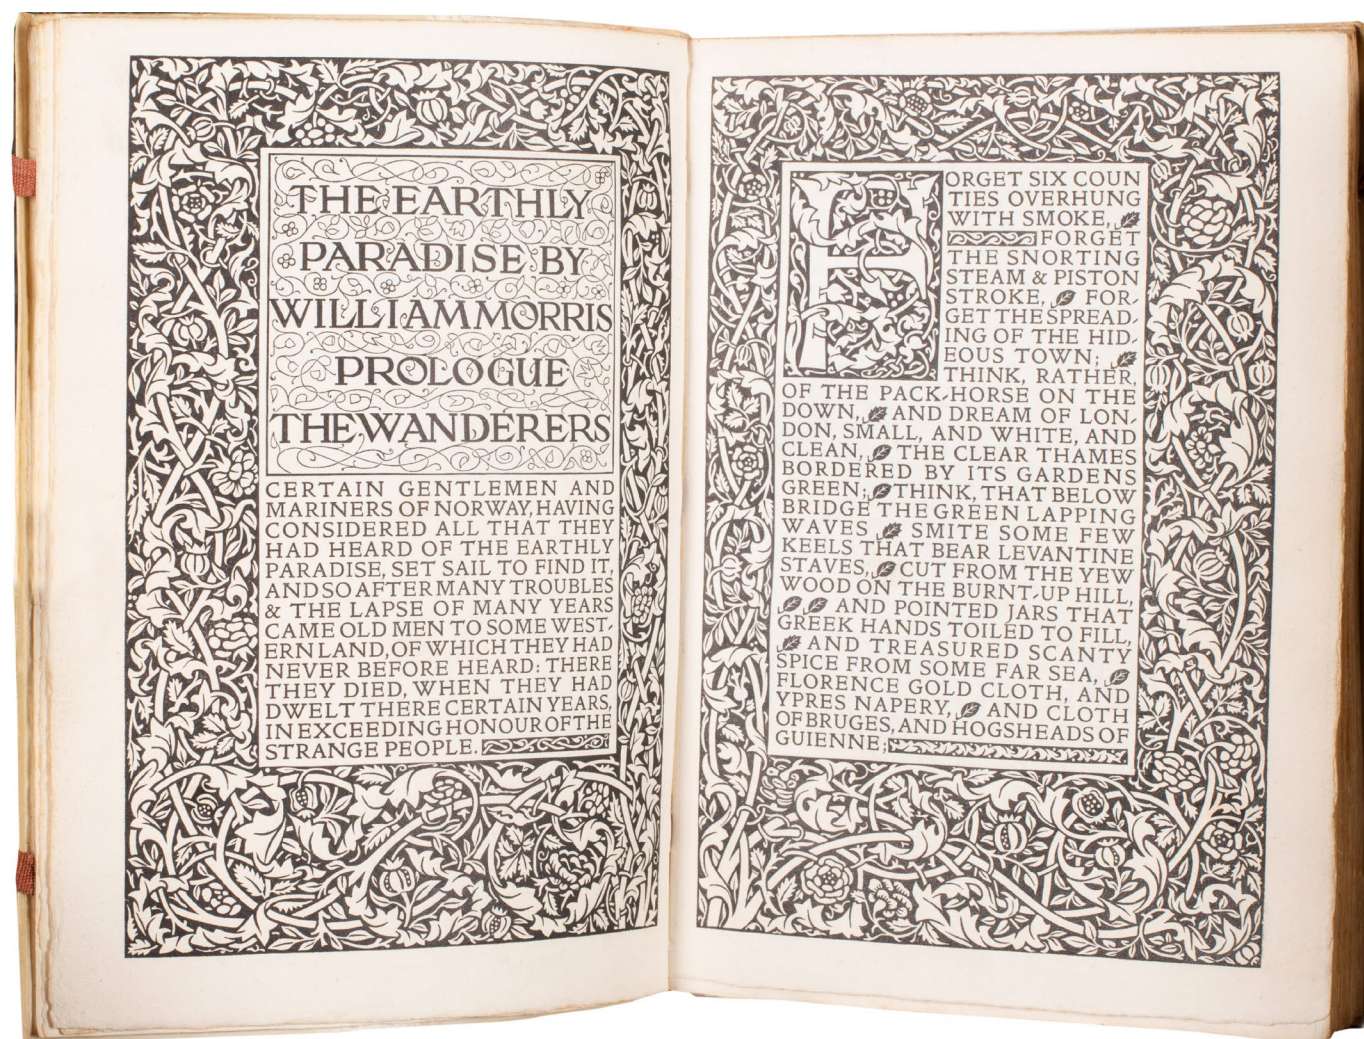 THE EARTHLY
PARADISE BY
WILLIAM MORRIS
PROLOGUE
THE WANDERERS
CERTAIN GENTLEMEN AND
MARINERS OF NORWAY, HAVING
CONSIDERED ALL THAT THEY
HAD HEARD OF THE EARTHLY
PARADISE, SET SAIL TO FIND IT,
AND SO AFTER MANY TROUBLES
& THE LAPSE OF MANY YEARS
CAME OLD MEN TO SOME WEST-
ERN LAND, OF WHICH THEY HAD
NEVER BEFORE HEARD: THERE
THEY DIED, WHEN THEY HAD
DWELT THERE CERTAIN YEARS,
IN EXCEEDING HONOUR OF THE
STRANGE PEOPLE.
FORGET SIX COUN
TIES OVERHUNG
WITH SMOKE,
FORGET
THE SNORTING
STEAM & PISTON
STROKE, FOR-
GET THE SPREAD-
ING OF THE HID-
EOUS TOWN;
THINK, RATHER,
OF THE PACK-HORSE ON THE
DOWN, AND DREAM OF LON-
DON, SMALL, AND WHITE, AND
CLEAN, THE CLEAR THAMES
BORDERED BY ITS GARDENS
GREEN; THINK, THAT BELOW
BRIDGE THE GREEN LAPPING
WAVES SMITE SOME FEW
KEELS THAT BEAR LEVANTINE
STAVES, CUT FROM THE YEW
WOOD ON THE BURNT-UP HILL,
AND POINTED JARS THAT
GREEK HANDS TOILED TO FILL,
AND TREASURED SCANTY
SPICE FROM SOME FAR SEA,
FLORENCE GOLD CLOTH, AND
YPRES NAPERY, AND CLOTH
OF BRUGES, AND HOGSHEADS OF
GUIENNE;